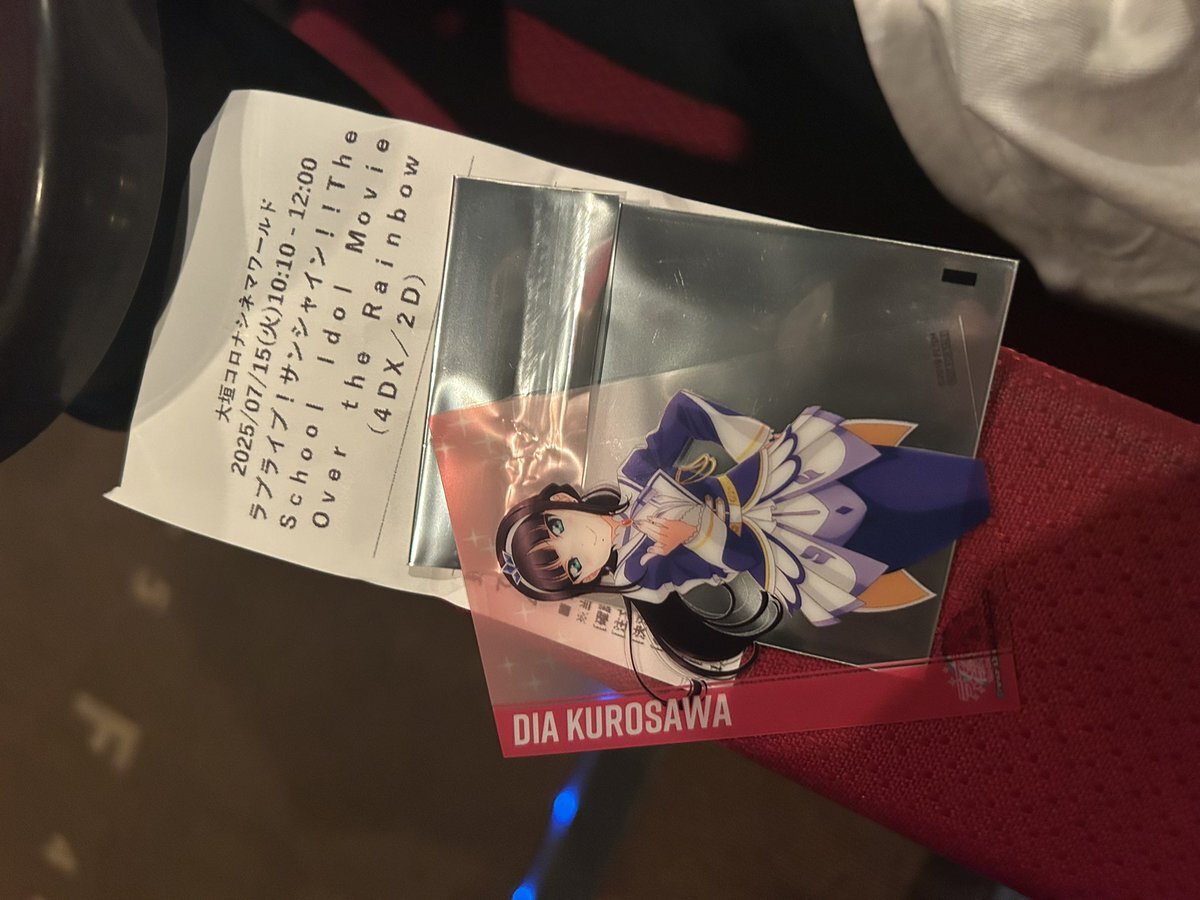 大垣コロナシネマワールド
2025/07/15(火)10:10 - 12:00
ラブライブ！サンシャイン！！The
School Idol Movie
Over the Rainbow
(4DX/2D)
DIA KUROSAWA
F